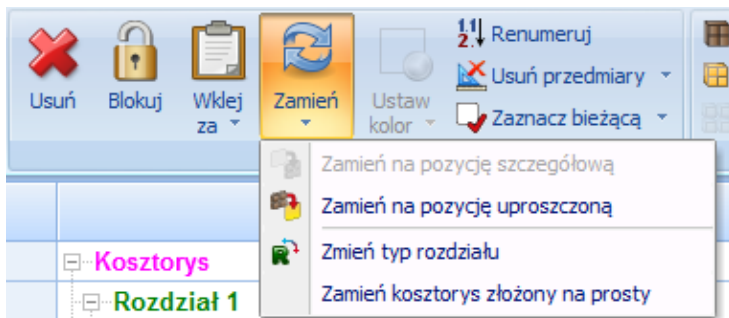 Usuń
Blokuj
Wklej
za
Zamień
Ustaw
kolor
Renumeruj
Usuń przedmiary
Zaznacz bieżącą
Zamień na pozycję szczegółową
Zamień na pozycję uproszczoną
Zmień typ rozdziału
Zamień kosztorys złożony na prosty
Kosztorys
Rozdział 1